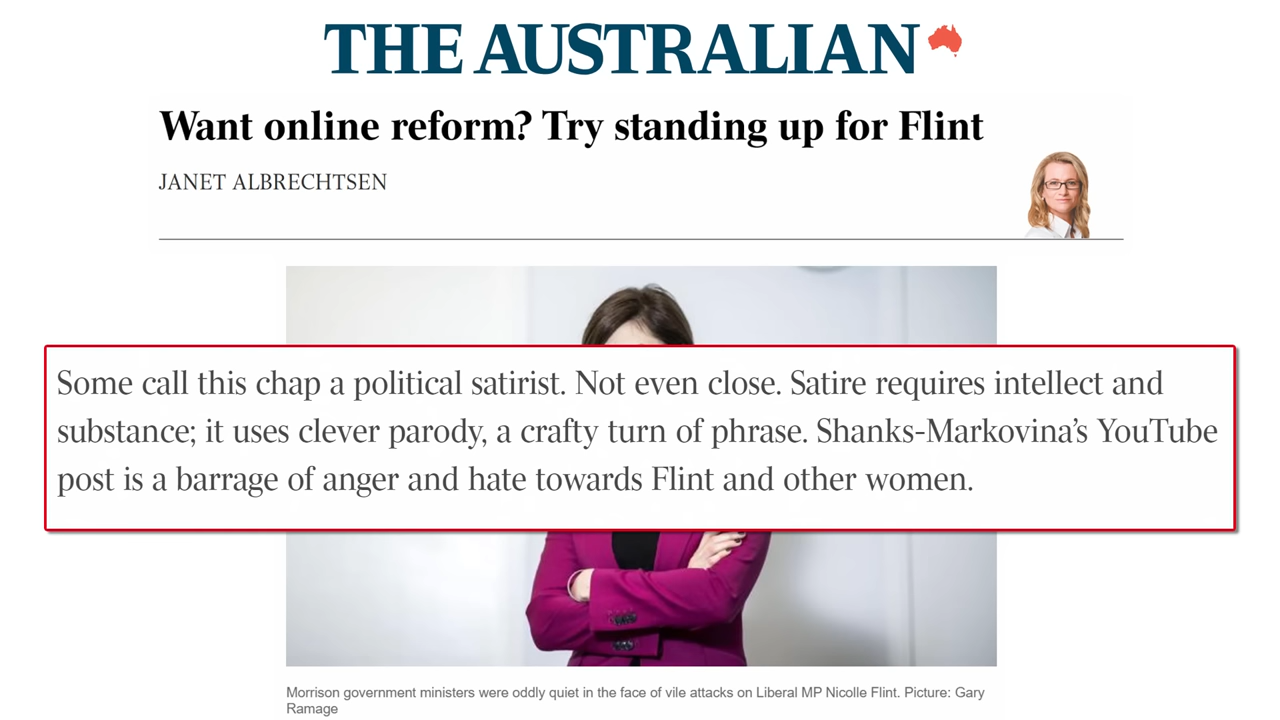 THE AUSTRALIAN
Want online reform? Try standing up for Flint
JANET ALBRECHTSEN
Some call this chap a political satirist. Not even close. Satire requires intellect and
substance; it uses clever parody, a crafty turn of phrase. Shanks-Markovina’s YouTube
post is a barrage of anger and hate towards Flint and other women.
Morrison government ministers were oddly quiet in the face of vile attacks on Liberal MP Nicolle Flint. Picture: Gary
Ramage